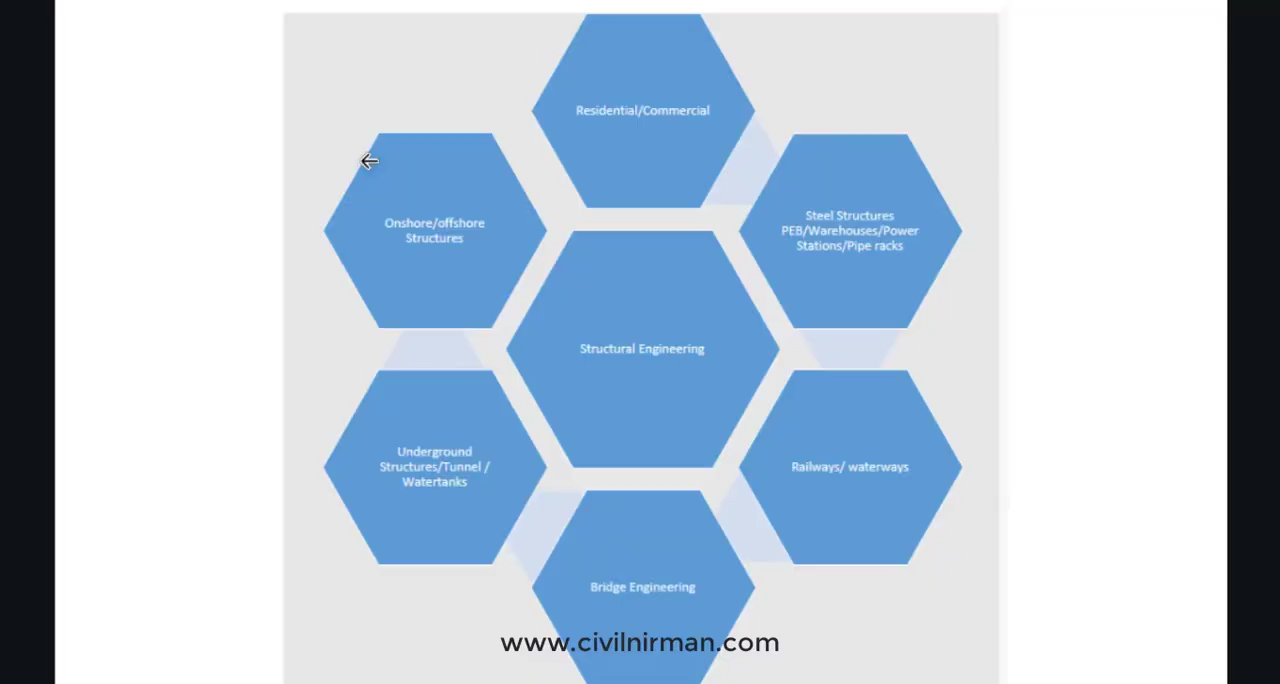 Residential/Commercial
Onshore/offshore
Structures
Steel Structures
PEB/Warehouses/Power
Stations/Pipe racks
Structural Engineering
Underground
Structures/Tunnel /
Watertanks
Railways/ waterways
Bridge Engineering
www.civilnirman.com